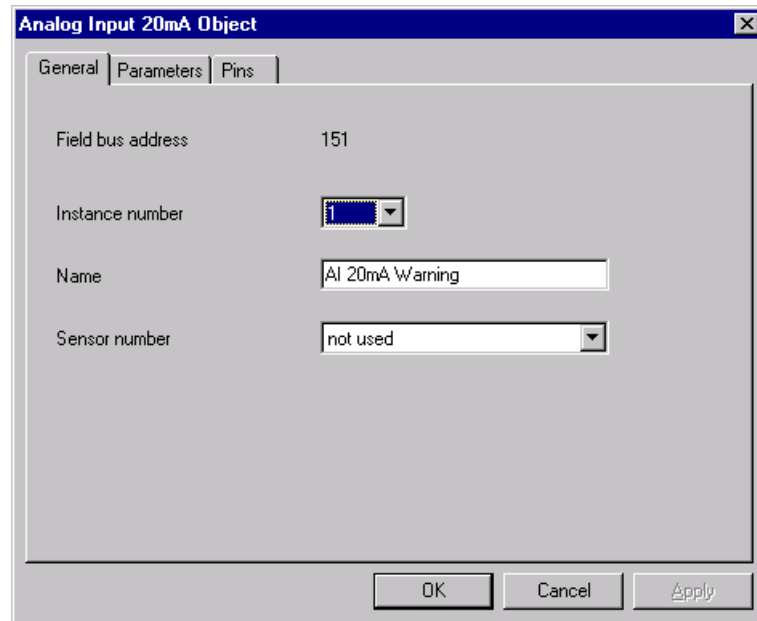 Analog Input 20mA Object
General Parameters Pins
Field bus address 151
Instance number 1
Name AI 20mA Warning
Sensor number not used
OK Cancel Apply